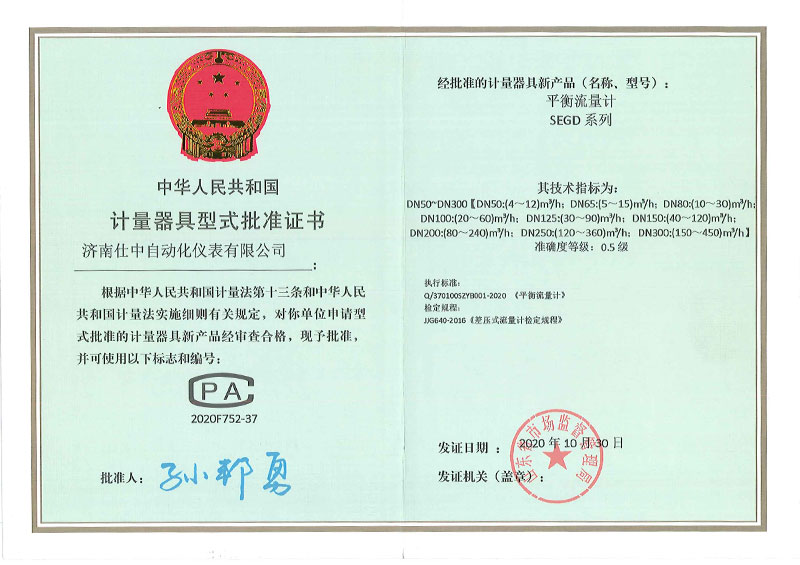 中华人民共和国
计量器具型式批准证书
济南仕中自动化仪表有限公司
：
根据中华人民共和国计量法第十三条和中华人民
共和国计量法实施细则有关规定，对你单位申请型
式批准的计量器具新产品经审查合格，现予批准，
并可使用以下标志和编号：
CPA
2020F752-37
批准人：
经批准的计量器具新产品（名称、型号）：
平衡流量计
SEGD 系列
其技术指标为：
DN50~DN300【DN50:(4～12)m³/h；DN65:(5～15)m³/h；DN80:(10～30)m³/h；
DN100:(20～60)m³/h；DN125:(30～90)m³/h；DN150:(40～120)m³/h；
DN200:(80～240)m³/h；DN250:(120～360)m³/h；DN300:(150～450)m³/h】
准确度等级：0.5 级
执行标准：
Q/370100SZYB001-2020 《平衡流量计》
检定规程：
JJG640-2016《差压式流量计检定规程》
发证日期：2020 年 10 月 30 日
发证机关（盖章）：
山东省市场监督管理局